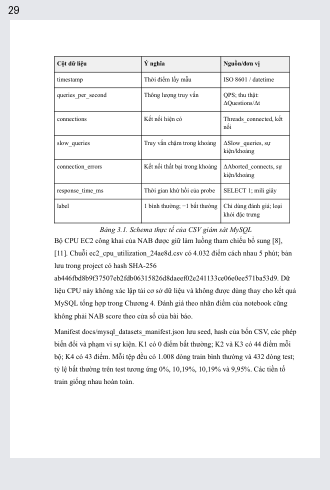 29
Cột dữ liệu Ý nghĩa Nguồn/đơn vị
timestamp Thời điểm lấy mẫu ISO 8601 / datetime
queries_per_second Thông lượng truy vấn QPS; thu thật:
ΔQuestions/Δt
connections Kết nối hiện có Threads_connected, kết
nối
slow_queries Truy vấn chậm trong khoảng ΔSlow_queries, sự
kiện/khoảng
connection_errors Kết nối thất bại trong khoảng ΔAborted_connects, sự
kiện/khoảng
response_time_ms Thời gian khứ hồi của probe SELECT 1; mili giây
label 1 bình thường; −1 bất thường Chỉ dùng đánh giá; loại
khỏi đặc trưng
Bảng 3.1. Schema thực tế của CSV giám sát MySQL
Bộ CPU EC2 công khai của NAB được giữ làm luồng tham chiếu bổ sung [8],
[11]. Chuỗi ec2_cpu_utilization_24ae8d.csv có 4.032 điểm cách nhau 5 phút; bản
lưu trong project có hash SHA-256
Dữ
liệu CPU này không xác lập tài cơ sở dữ liệu và không được dùng thay cho kết quả
MySQL tổng hợp trong Chương 4. Đánh giá theo nhãn điểm của notebook cũng
không phải NAB score theo cửa sổ của bài báo.
Manifest docs/mysql_datasets_manifest.json lưu seed, hash của bốn CSV, các phép
biến đổi và phạm vi sự kiện. K1 có 0 điểm bất thường; K2 và K3 có 44 điểm mỗi
bộ; K4 có 43 điểm. Mỗi tệp đều có 1.008 dòng train bình thường và 432 dòng test;
tỷ lệ bất thường trên test tương ứng 0%, 10,19%, 10,19% và 9,95%. Các tiền tố
train giống nhau hoàn toàn.